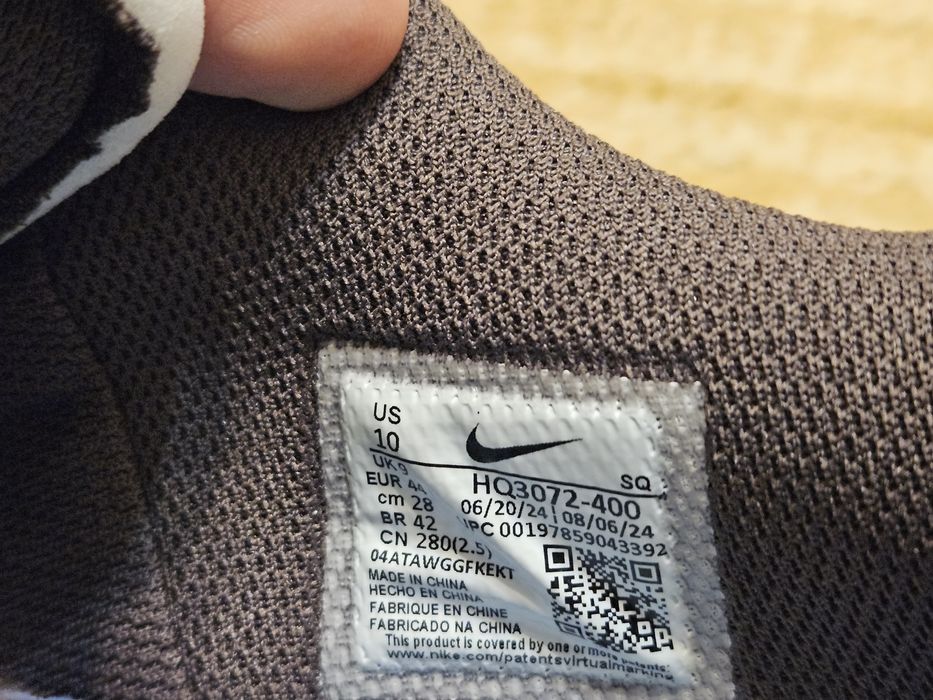 US
10
SQ
UK 9
HQ3072-400
EUR 44
06/20/24 | 08/06/24
cm 28
UPC 00197859043392
BR 42
CN 280(2.5)
04ATAWGGFKEKT
MADE IN CHINA
HECHO EN CHINA
FABRIQUE EN CHINE
FABRICADO NA CHINA
This product is covered by one or more patents:
www.nike.com/patentsvirtualmarking